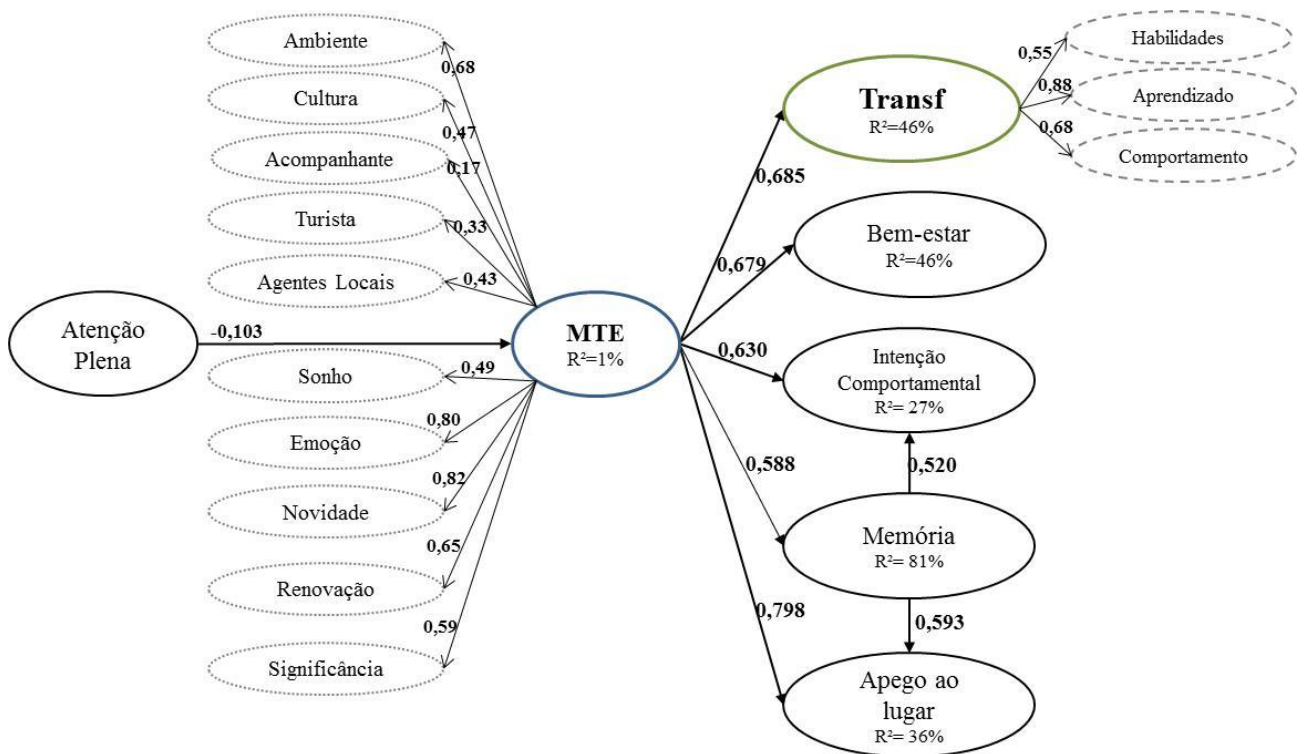 Ambiente
0,68
Cultura
0,47
Acompanhante
0,17
Turista
0,33
Agentes Locais
0,43
Atenção
Plena
-0,103
MTE
R²=1%
Sonho
0,49
Emoção
0,80
Novidade
0,82
Renovação
0,65
Significância
0,59
Transf
R²=46%
0,685
0,55
Habilidades
0,88
Aprendizado
0,68
Comportamento
Bem-estar
R²=46%
0,679
Intenção
Comportamental
R²= 27%
0,630
0,520
Memória
R²= 81%
0,588
0,593
Apego ao
lugar
R²= 36%
0,798